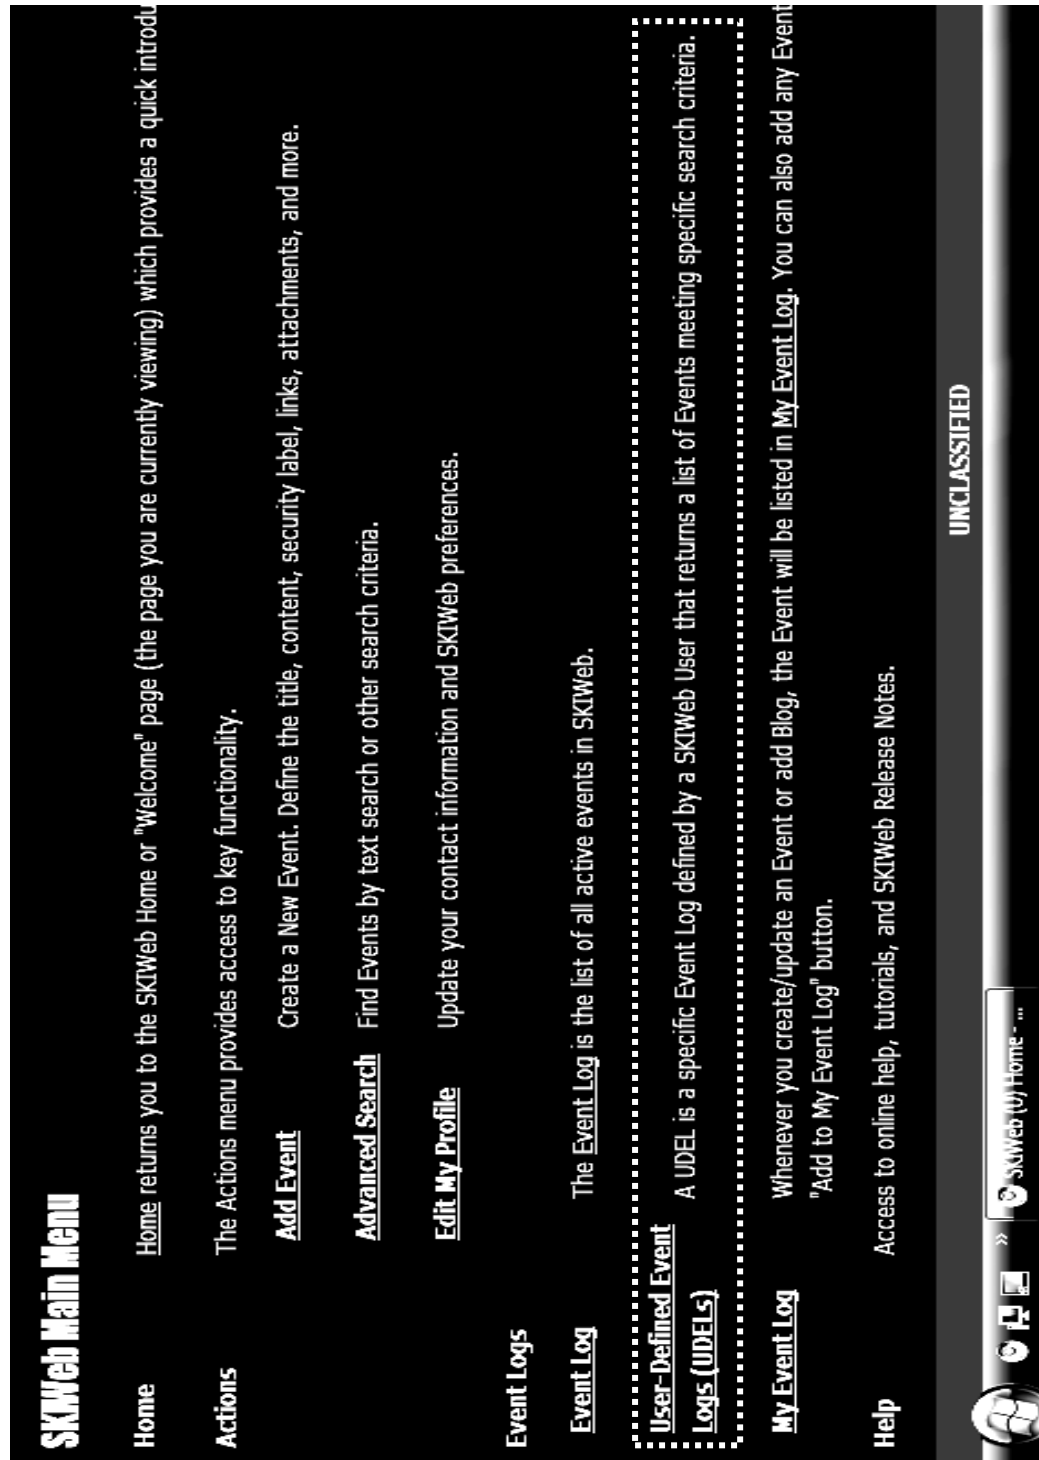 SKIWeb Main Menu
Home Home returns you to the SKIWeb Home or "Welcome" page (the page you are currently viewing) which provides a quick introdu
Actions The Actions menu provides access to key functionality.
Add Event Create a New Event. Define the title, content, security label, links, attachments, and more.
Advanced Search Find Events by text search or other search criteria.
Edit My Profile Update your contact information and SKIWeb preferences.
Event Logs
Event Log The Event Log is the list of all active events in SKIWeb.
User-Defined Event
Logs (UDELs) A UDEL is a specific Event Log defined by a SKIWeb User that returns a list of Events meeting specific search criteria.
My Event Log Whenever you create/update an Event or add Blog, the Event will be listed in My Event Log. You can also add any Event
"Add to My Event Log" button.
Help Access to online help, tutorials, and SKIWeb Release Notes.
UNCLASSIFIED
» SKIWeb (U) Home - ...